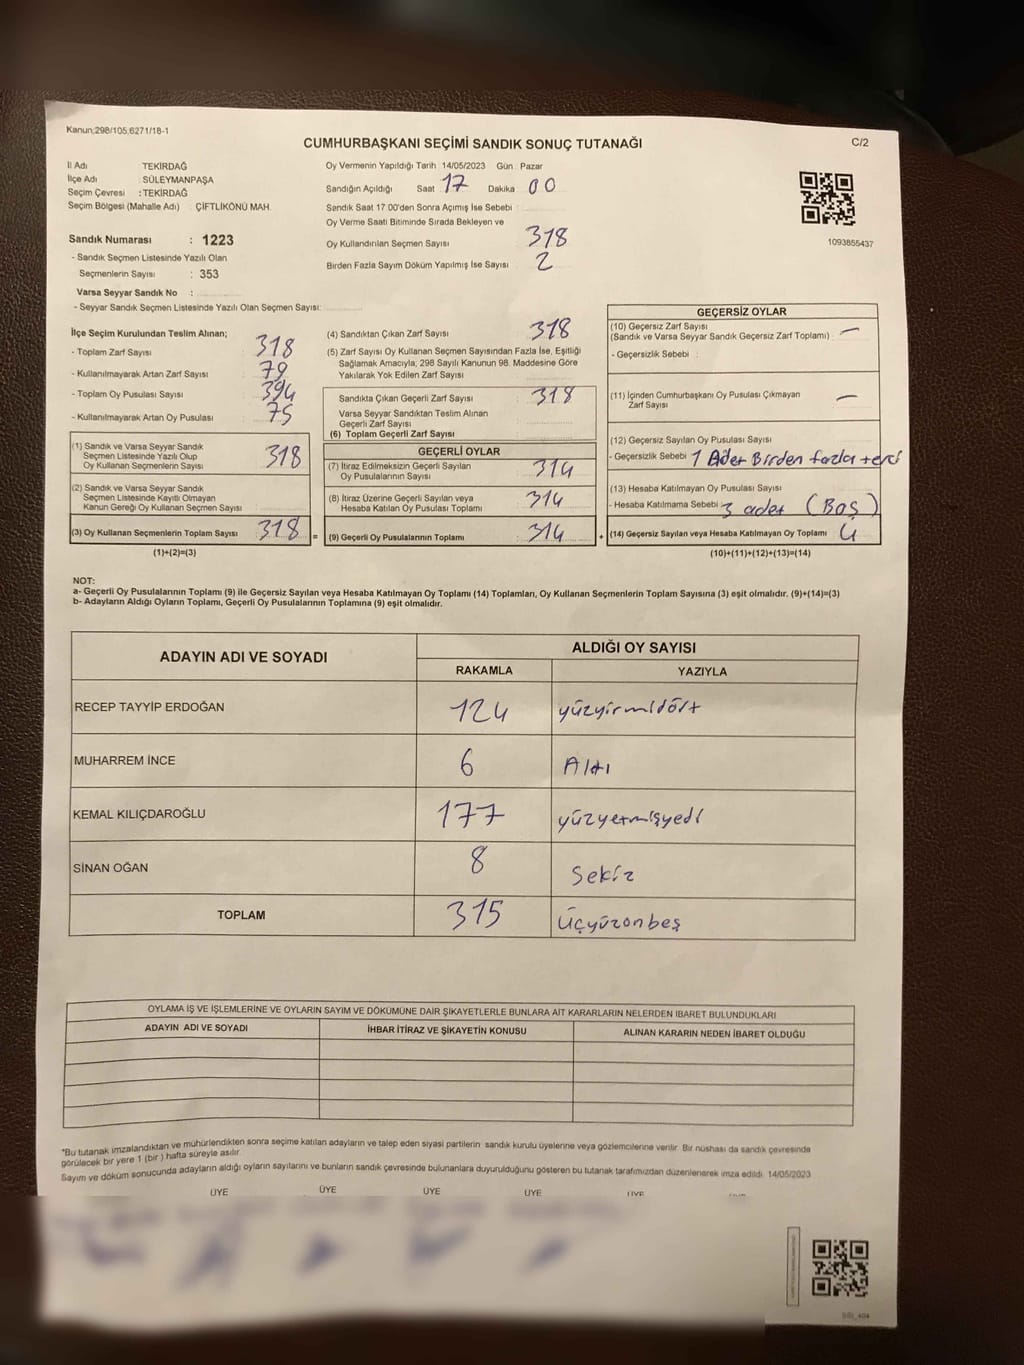 Kanun;298/105,6271/18-1
CUMHURBAŞKANI SEÇİMİ SANDIK SONUÇ TUTANAĞI
C/2
İl Adı TEKİRDAĞ
İlçe Adı : SÜLEYMANPAŞA
Seçim Çevresi : TEKİRDAĞ
Seçim Bölgesi (Mahalle Adı) : ÇİFTLİKÖNÜ MAH.
Oy Vermenin Yapıldığı Tarih 14/05/2023 Gün : Pazar
Sandığın Açıldığı Saat 17 Dakika 00
Sandık Saat 17:00'den Sonra Açımış İse Sebebi
Oy Verme Saati Bitiminde Sırada Bekleyen ve
Oy Kullandırılan Seçmen Sayısı 318
Birden Fazla Sayım Döküm Yapılmış İse Sayısı 2
1093855437
Sandık Numarası : 1223
- Sandık Seçmen Listesinde Yazılı Olan
Seçmenlerin Sayısı : 353
Varsa Seyyar Sandık No :
- Seyyar Sandık Seçmen Listesinde Yazılı Olan Seçmen Sayısı:
İlçe Seçim Kurulundan Teslim Alınan;
- Toplam Zarf Sayısı 318
- Kullanılmayarak Artan Zarf Sayısı 79
- Toplam Oy Pusulası Sayısı 394
- Kullanılmayarak Artan Oy Pusulası 75
(1) Sandık ve Varsa Seyyar Sandık
Seçmen Listesinde Yazılı Olup
Oy Kullanan Seçmenlerin Sayısı 318
(2) Sandık ve Varsa Seyyar Sandık
Seçmen Listesinde Kayıtlı Olmayan
Kanun Gereği Oy Kullanan Seçmen Sayısı
(3) Oy Kullanan Seçmenlerin Toplam Sayısı 318 =
(1)+(2)=(3)
(4) Sandıktan Çıkan Zarf Sayısı 318
(5) Zarf Sayısı Oy Kullanan Seçmen Sayısından Fazla İse, Eşitliği
Sağlamak Amacıyla; 298 Sayılı Kanunun 98. Maddesine Göre
Yakılarak Yok Edilen Zarf Sayısı
Sandıkta Çıkan Geçerli Zarf Sayısı 318
Varsa Seyyar Sandıktan Teslim Alınan
Geçerli Zarf Sayısı
(6) Toplam Geçerli Zarf Sayısı
GEÇERLİ OYLAR
(7) İtiraz Edilmeksizin Geçerli Sayılan
Oy Pusulalarının Sayısı 314
(8) İtiraz Üzerine Geçerli Sayılan veya
Hesaba Katılan Oy Pusulası Toplamı 314
(9) Geçerli Oy Pusulalarının Toplamı 314 +
GEÇERSİZ OYLAR
(10) Geçersiz Zarf Sayısı
(Sandık ve Varsa Seyyar Sandık Geçersiz Zarf Toplamı) —
- Geçersizlik Sebebi :
(11) İçinden Cumhurbaşkanı Oy Pusulası Çıkmayan
Zarf Sayısı —
(12) Geçersiz Sayılan Oy Pusulası Sayısı
- Geçersizlik Sebebi 1 Adet Birden fazla terci
(13) Hesaba Katılmayan Oy Pusulası Sayısı
- Hesaba Katılmama Sebebi 3 adet (Boş)
(14) Geçersiz Sayılan veya Hesaba Katılmayan Oy Toplamı 4
(10)+(11)+(12)+(13)=(14)
NOT:
a- Geçerli Oy Pusulalarının Toplamı (9) ile Geçersiz Sayılan veya Hesaba Katılmayan Oy Toplamı (14) Toplamları, Oy Kullanan Seçmenlerin Toplam Sayısına (3) eşit olmalıdır. (9)+(14)=(3)
b- Adayların Aldığı Oyların Toplamı, Geçerli Oy Pusulalarının Toplamına (9) eşit olmalıdır.
ADAYIN ADI VE SOYADI
ALDIĞI OY SAYISI
RAKAMLA YAZIYLA
RECEP TAYYİP ERDOĞAN 124 yüzyirmidört
MUHARREM İNCE 6 Altı
KEMAL KILIÇDAROĞLU 177 yüzyetmişyedi
SİNAN OĞAN 8 Sekiz
TOPLAM 315 Üçyüzonbeş
OYLAMA İŞ VE İŞLEMLERİNE VE OYLARIN SAYIM VE DÖKÜMÜNE DAİR ŞİKAYETLERLE BUNLARA AİT KARARLARIN NELERDEN İBARET BULUNDUKLARI
ADAYIN ADI VE SOYADI İHBAR İTİRAZ VE ŞİKAYETİN KONUSU ALINAN KARARIN NEDEN İBARET OLDUĞU
*Bu tutanak imzalandıktan ve mühürlendikten sonra seçime katılan adayların ve talep eden siyasi partilerin sandık kurulu üyelerine veya gözlemcilerine verilir. Bir nüshası da sandık çevresinde
görülecek bir yere 1 (bir ) hafta süreyle asılır.
Sayım ve döküm sonucunda adayların aldığı oyların sayılarını ve bunların sandık çevresinde bulunanlara duyurulduğunu gösteren bu tutanak tarafımızdan düzenlenerek imza edildi. 14/05/2023
ÜYE ÜYE ÜYE ÜYE ÜYE